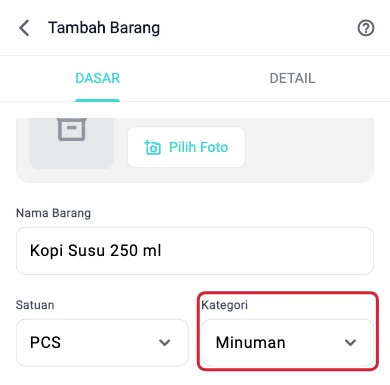 Tambah Barang
DASAR DETAIL
Pilih Foto
Nama Barang
Kopi Susu 250 ml
Satuan Kategori
PCS Minuman